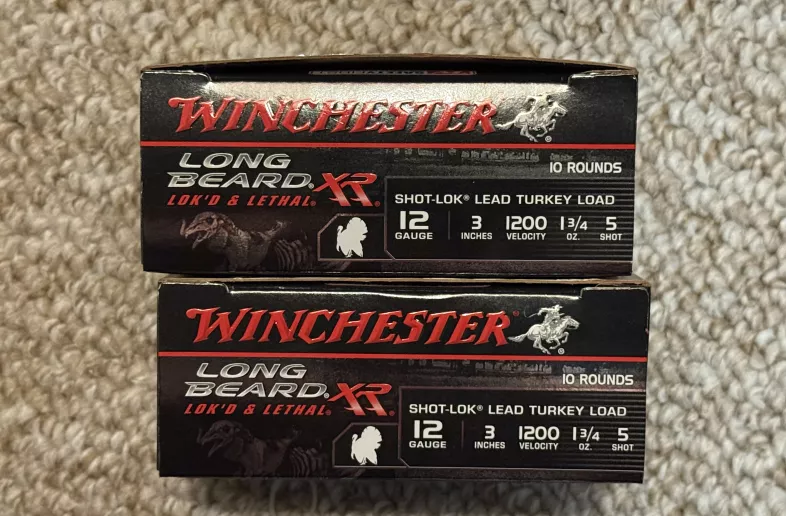 WINCHESTER
LONG
BEARD. XR.
LOK'D & LETHAL®
10 ROUNDS
SHOT-LOK® LEAD TURKEY LOAD
12 3 1200 1 3/4 5
GAUGE INCHES VELOCITY OZ. SHOT
WINCHESTER
LONG
BEARD. XR.
LOK'D & LETHAL®
10 ROUNDS
SHOT-LOK® LEAD TURKEY LOAD
12 3 1200 1 3/4 5
GAUGE INCHES VELOCITY OZ. SHOT